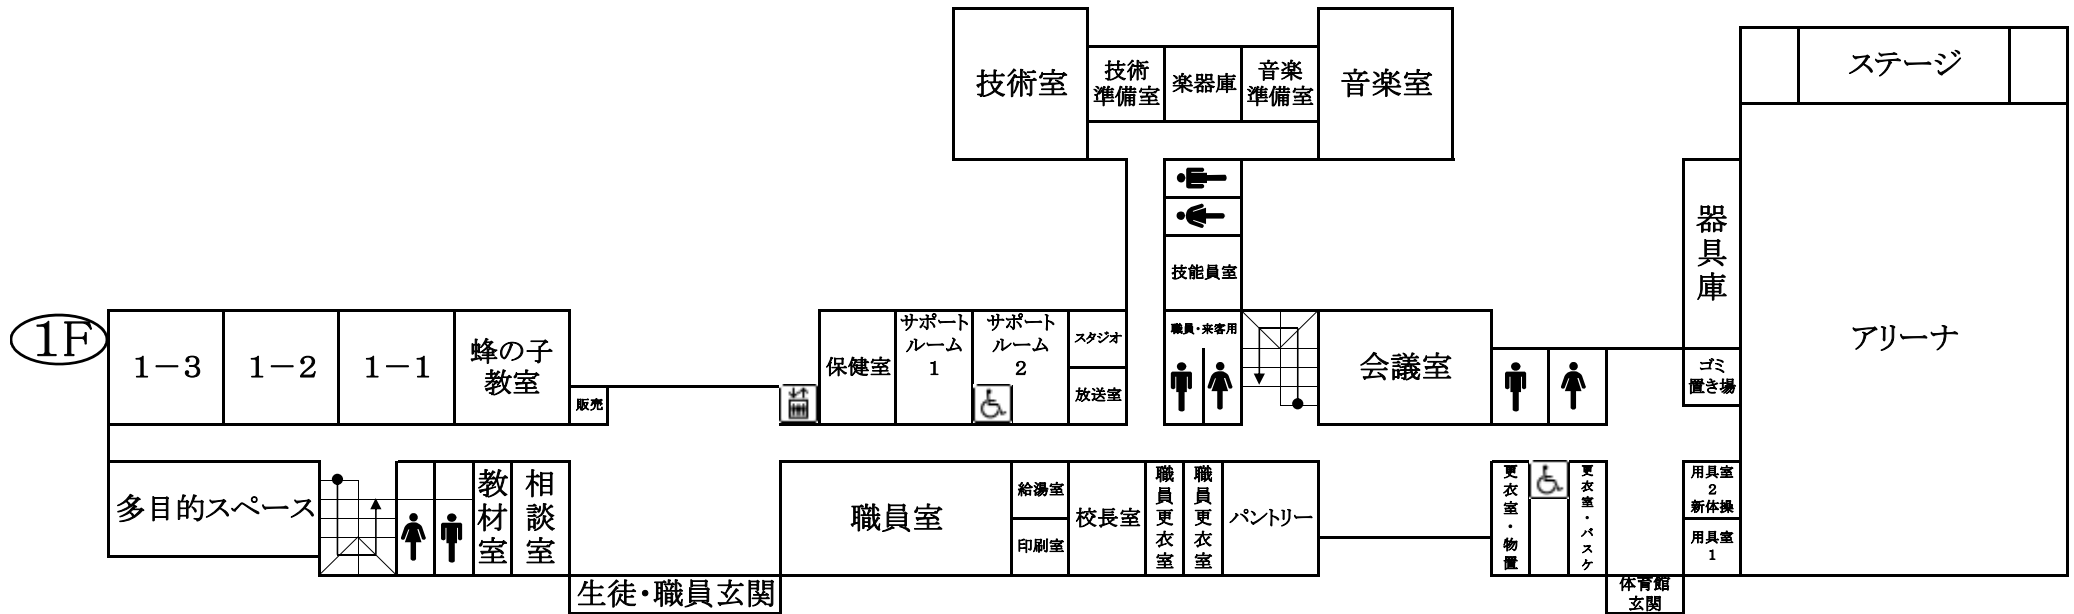 技術室
技術
準備室
楽器庫
音楽
準備室
音楽室
ステージ
技能員室
器具庫
アリーナ
1F
1－3
1－2
1－1
蜂の子
教室
販売
保健室
サポート
ルーム
1
サポート
ルーム
2
スタジオ
放送室
職員・来客用
会議室
ゴミ
置き場
多目的スペース
教材室
相談室
職員室
給湯室
印刷室
校長室
職員更衣室
職員更衣室
パントリー
更衣室・物置
更衣室・バスケ
用具室
2
新体操
用具室
1
生徒・職員玄関
体育館
玄関